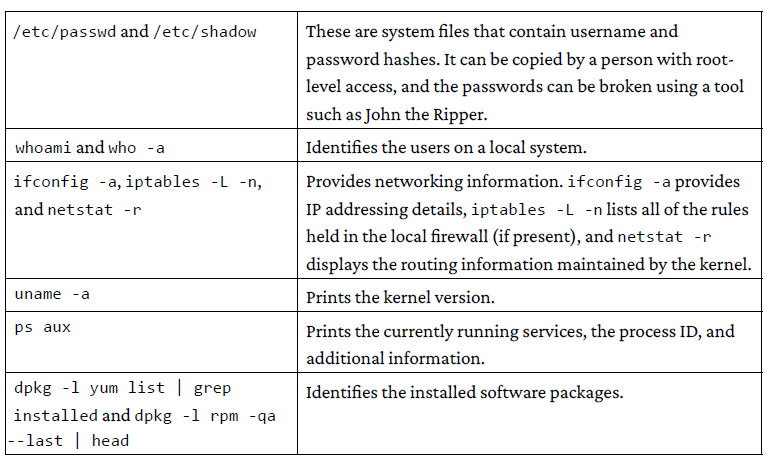 /etc/passwd and /etc/shadow
These are system files that contain username and
password hashes. It can be copied by a person with root-
level access, and the passwords can be broken using a tool
such as John the Ripper.
whoami and who -a
Identifies the users on a local system.
ifconfig -a, iptables -L -n,
and netstat -r
Provides networking information. ifconfig -a provides
IP addressing details, iptables -L -n lists all of the rules
held in the local firewall (if present), and netstat -r
displays the routing information maintained by the kernel.
uname -a
Prints the kernel version.
ps aux
Prints the currently running services, the process ID, and
additional information.
dpkg -l yum list | grep
installed and dpkg -l rpm -qa
--last | head
Identifies the installed software packages.